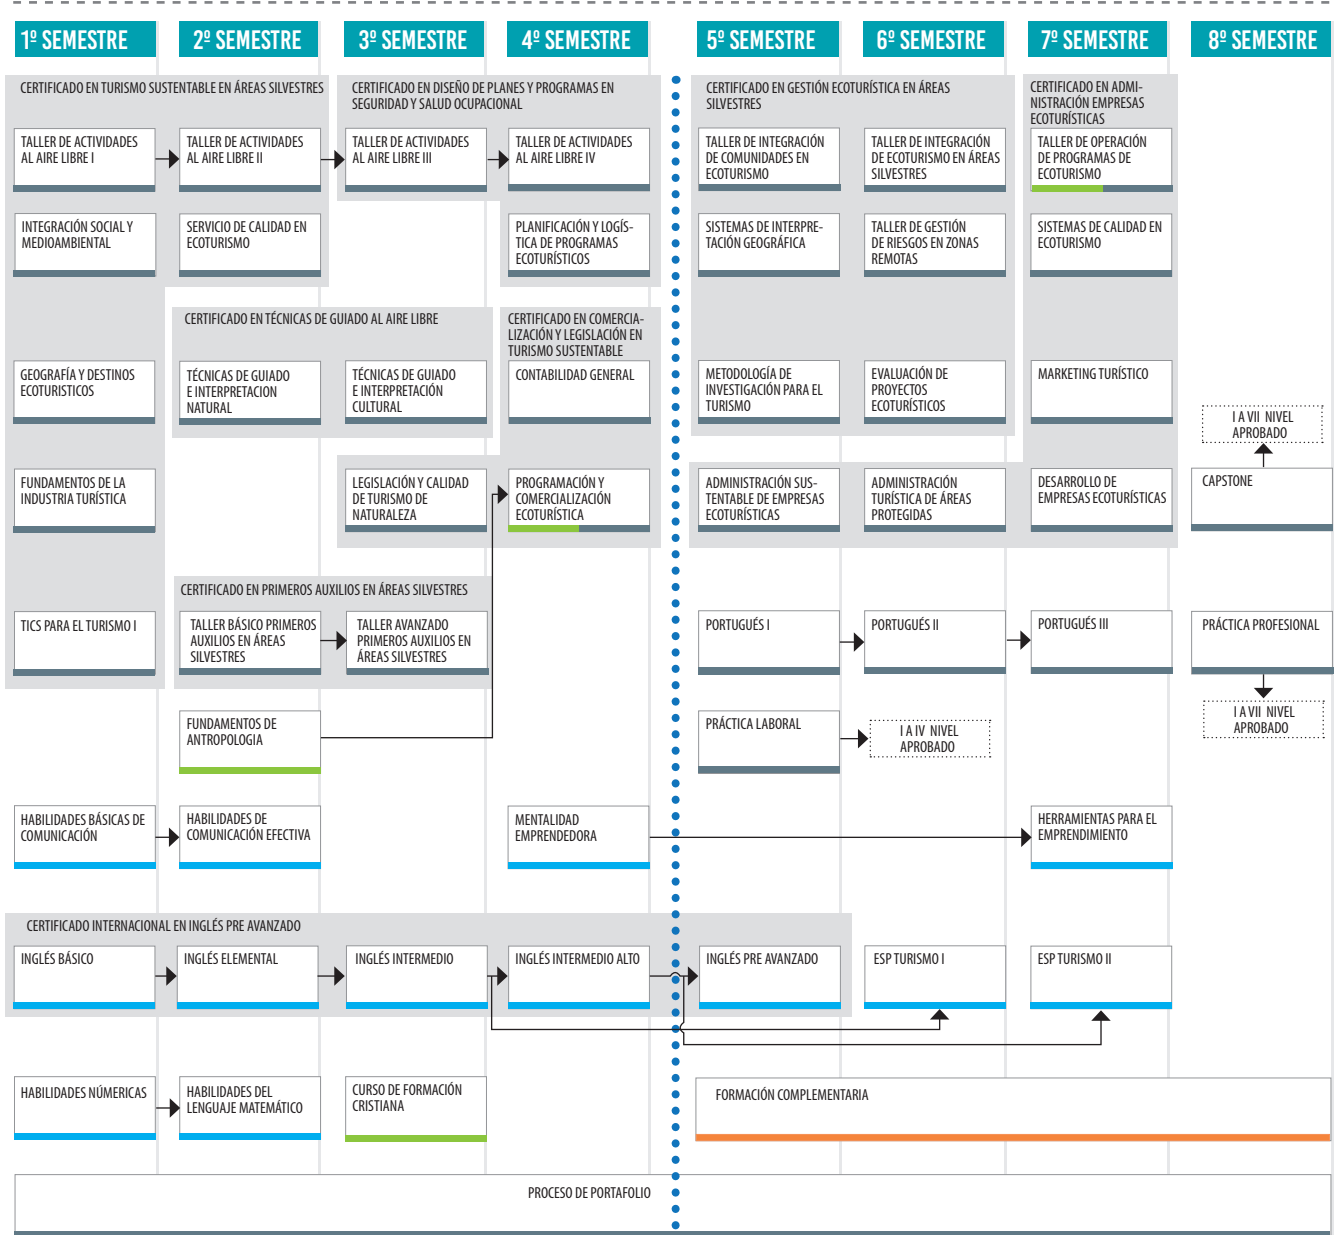 1º SEMESTRE
2º SEMESTRE
3º SEMESTRE
4º SEMESTRE
5º SEMESTRE
6º SEMESTRE
7º SEMESTRE
8º SEMESTRE
CERTIFICADO EN TURISMO SUSTENTABLE EN ÁREAS SILVESTRES
CERTIFICADO EN DISEÑO DE PLANES Y PROGRAMAS EN
SEGURIDAD Y SALUD OCUPACIONAL
CERTIFICADO EN GESTIÓN ECOTURÍSTICA EN ÁREAS
SILVESTRES
CERTIFICADO EN ADMI-
NISTRACIÓN EMPRESAS
ECOTURÍSTICAS
TALLER DE ACTIVIDADES
AL AIRE LIBRE I
TALLER DE ACTIVIDADES
AL AIRE LIBRE II
TALLER DE ACTIVIDADES
AL AIRE LIBRE III
TALLER DE ACTIVIDADES
AL AIRE LIBRE IV
TALLER DE INTEGRACIÓN
DE COMUNIDADES EN
ECOTURISMO
TALLER DE INTEGRACIÓN
DE ECOTURISMO EN ÁREAS
SILVESTRES
TALLER DE OPERACIÓN
DE PROGRAMAS DE
ECOTURISMO
INTEGRACIÓN SOCIAL Y
MEDIOAMBIENTAL
SERVICIO DE CALIDAD EN
ECOTURISMO
PLANIFICACIÓN Y LOGÍS-
TICA DE PROGRAMAS
ECOTURÍSTICOS
SISTEMAS DE INTERPRE-
TACIÓN GEOGRÁFICA
TALLER DE GESTIÓN
DE RIESGOS EN ZONAS
REMOTAS
SISTEMAS DE CALIDAD EN
ECOTURISMO
CERTIFICADO EN TÉCNICAS DE GUIADO AL AIRE LIBRE
CERTIFICADO EN COMERCIA-
LIZACIÓN Y LEGISLACIÓN EN
TURISMO SUSTENTABLE
GEOGRAFÍA Y DESTINOS
ECOTURISTICOS
TÉCNICAS DE GUIADO
E INTERPRETACION
NATURAL
TÉCNICAS DE GUIADO
E INTERPRETACIÓN
CULTURAL
CONTABILIDAD GENERAL
METODOLOGÍA DE
INVESTIGACIÓN PARA EL
TURISMO
EVALUACIÓN DE
PROYECTOS
ECOTURÍSTICOS
MARKETING TURÍSTICO
I A VII NIVEL
APROBADO
FUNDAMENTOS DE LA
INDUSTRIA TURÍSTICA
LEGISLACIÓN Y CALIDAD
DE TURISMO DE
NATURALEZA
PROGRAMACIÓN Y
COMERCIALIZACIÓN
ECOTURÍSTICA
ADMINISTRACIÓN SUS-
TENTABLE DE EMPRESAS
ECOTURÍSTICAS
ADMINISTRACIÓN
TURÍSTICA DE ÁREAS
PROTEGIDAS
DESARROLLO DE
EMPRESAS ECOTURÍSTICAS
CAPSTONE
CERTIFICADO EN PRIMEROS AUXILIOS EN ÁREAS SILVESTRES
TICS PARA EL TURISMO I
TALLER BÁSICO PRIMEROS
AUXILIOS EN ÁREAS
SILVESTRES
TALLER AVANZADO
PRIMEROS AUXILIOS EN
ÁREAS SILVESTRES
PORTUGUÉS I
PORTUGUÉS II
PORTUGUÉS III
PRÁCTICA PROFESIONAL
FUNDAMENTOS DE
ANTROPOLOGIA
PRÁCTICA LABORAL
I A IV NIVEL
APROBADO
I A VII NIVEL
APROBADO
HABILIDADES BÁSICAS DE
COMUNICACIÓN
HABILIDADES DE
COMUNICACIÓN EFECTIVA
MENTALIDAD
EMPRENDEDORA
HERRAMIENTAS PARA EL
EMPRENDIMIENTO
CERTIFICADO INTERNACIONAL EN INGLÉS PRE AVANZADO
INGLÉS BÁSICO
INGLÉS ELEMENTAL
INGLÉS INTERMEDIO
INGLÉS INTERMEDIO ALTO
INGLÉS PRE AVANZADO
ESP TURISMO I
ESP TURISMO II
HABILIDADES NÚMERICAS
HABILIDADES DEL
LENGUAJE MATEMÁTICO
CURSO DE FORMACIÓN
CRISTIANA
FORMACIÓN COMPLEMENTARIA
PROCESO DE PORTAFOLIO